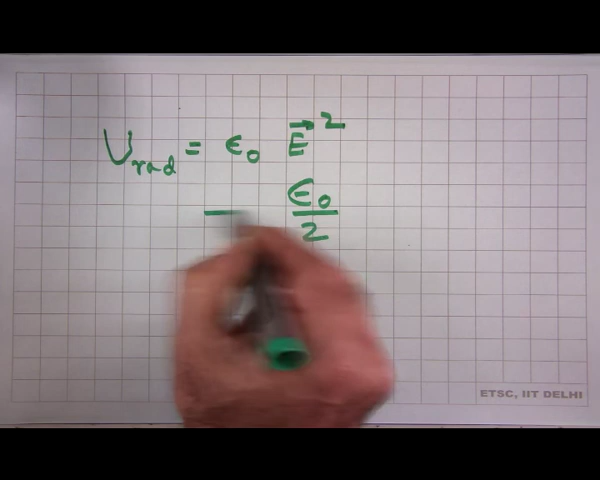 U_rad = ε₀ E⃗²
— ε₀/2
ETSC, IIT DELHI